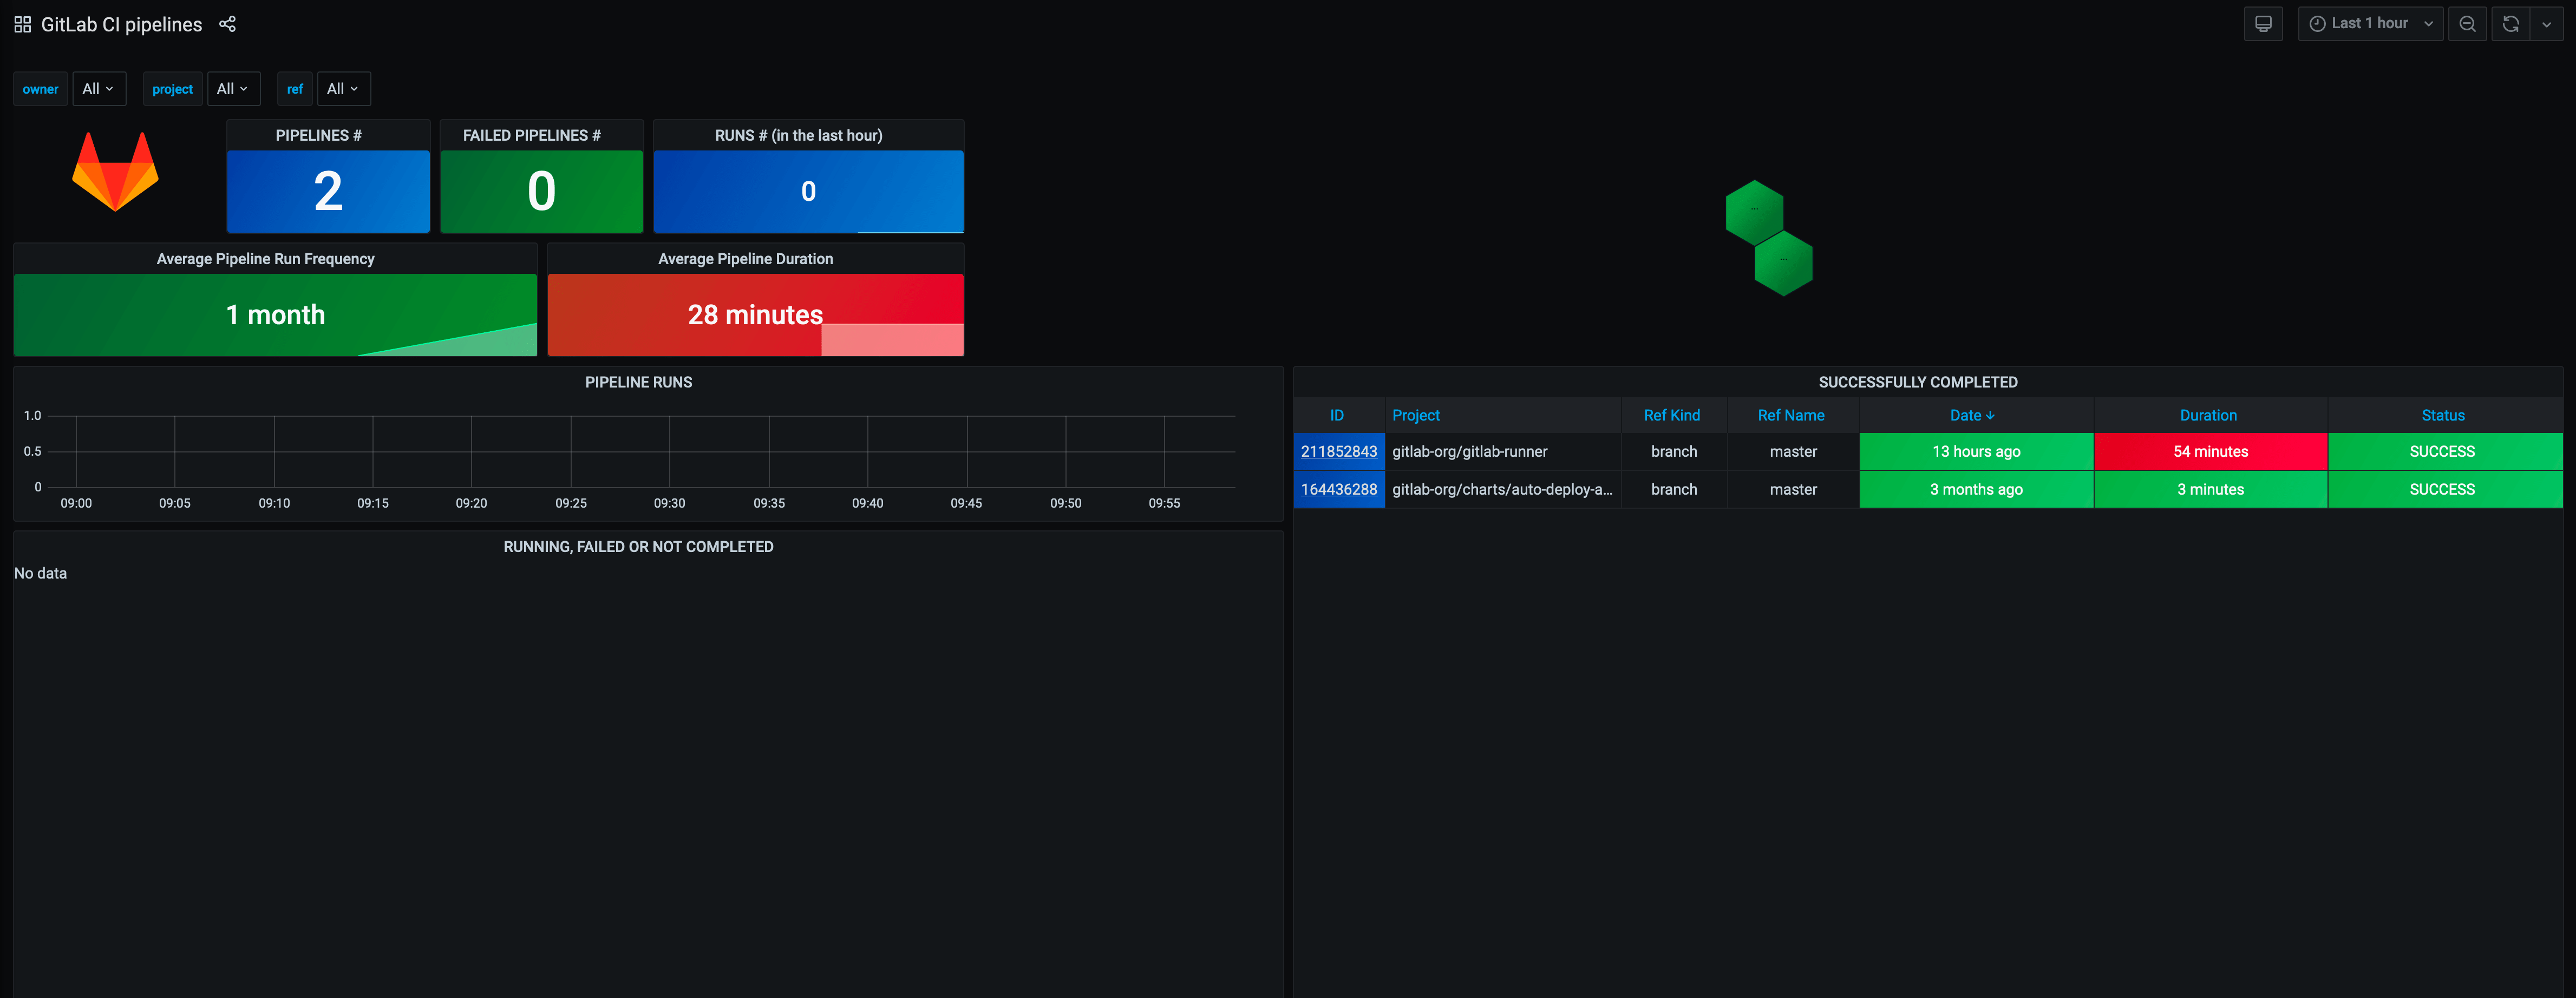 GitLab CI pipelines
Last 1 hour
owner All project All ref All
PIPELINES #
2
FAILED PIPELINES #
0
RUNS # (in the last hour)
0
...
...
Average Pipeline Run Frequency
1 month
Average Pipeline Duration
28 minutes
PIPELINE RUNS
1.0
0.5
0
09:00 09:05 09:10 09:15 09:20 09:25 09:30 09:35 09:40 09:45 09:50 09:55
RUNNING, FAILED OR NOT COMPLETED
No data
SUCCESSFULLY COMPLETED
ID Project Ref Kind Ref Name Date Duration Status
211852843 gitlab-org/gitlab-runner branch master 13 hours ago 54 minutes SUCCESS
164436288 gitlab-org/charts/auto-deploy-a... branch master 3 months ago 3 minutes SUCCESS